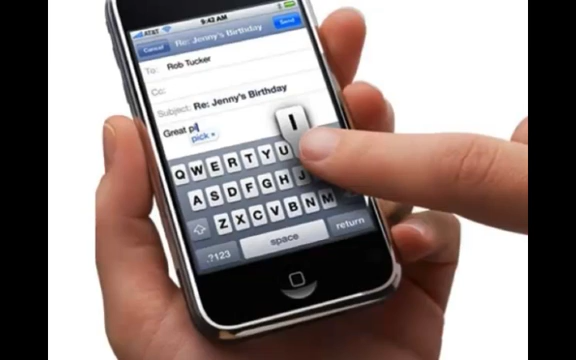 AT&T 9:42 AM
Cancel Re: Jenny's Birthday Send
To: Rob Tucker
Cc:
Subject: Re: Jenny's Birthday
Great pi
pick
I
Q W E R T Y U
A S D F G H J
Z X C V B N M
.?123 space return